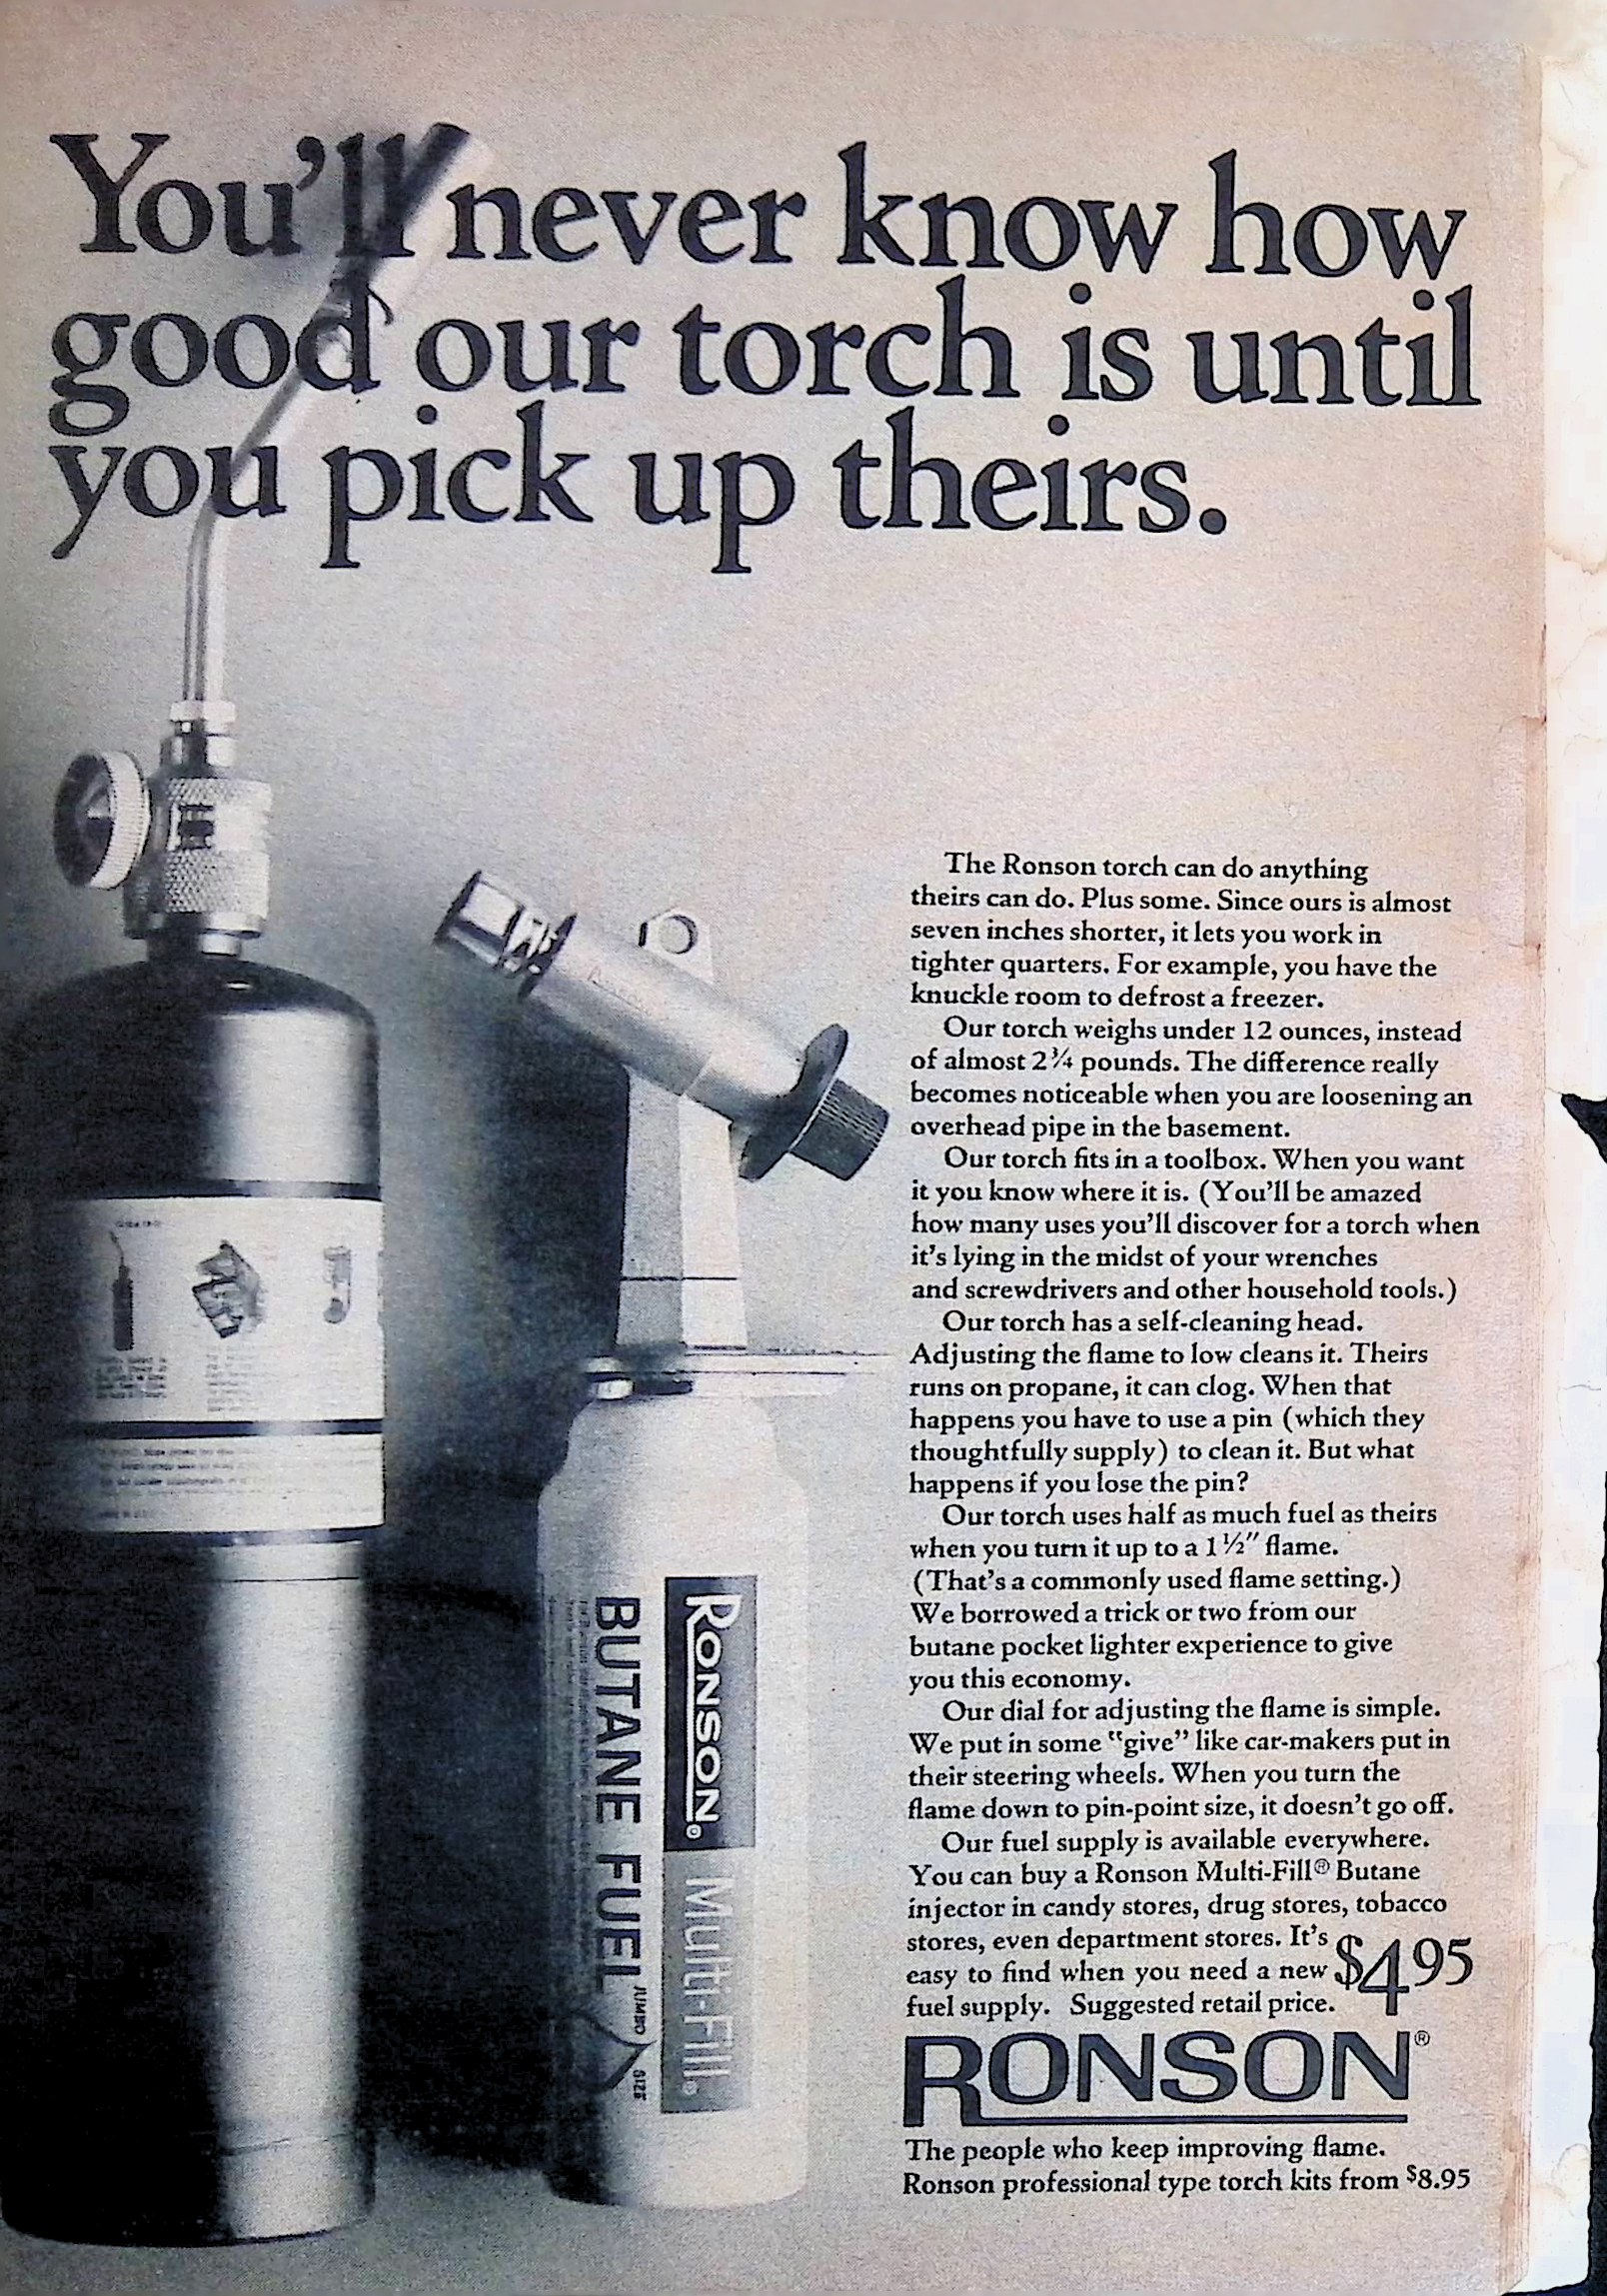 You'll never know how
good our torch is until
you pick up theirs.
The Ronson torch can do anything
theirs can do. Plus some. Since ours is almost
seven inches shorter, it lets you work in
tighter quarters. For example, you have the
knuckle room to defrost a freezer.
Our torch weighs under 12 ounces, instead
of almost 2¾ pounds. The difference really
becomes noticeable when you are loosening an
overhead pipe in the basement.
Our torch fits in a toolbox. When you want
it you know where it is. (You'll be amazed
how many uses you'll discover for a torch when
it's lying in the midst of your wrenches
and screwdrivers and other household tools.)
Our torch has a self-cleaning head.
Adjusting the flame to low cleans it. Theirs
runs on propane, it can clog. When that
happens you have to use a pin (which they
thoughtfully supply) to clean it. But what
happens if you lose the pin?
Our torch uses half as much fuel as theirs
when you turn it up to a 1½" flame.
(That's a commonly used flame setting.)
We borrowed a trick or two from our
butane pocket lighter experience to give
you this economy.
Our dial for adjusting the flame is simple.
We put in some "give" like car-makers put in
their steering wheels. When you turn the
flame down to pin-point size, it doesn't go off.
Our fuel supply is available everywhere.
You can buy a Ronson Multi-Fill® Butane
injector in candy stores, drug stores, tobacco
stores, even department stores. It's
easy to find when you need a new
fuel supply. Suggested retail price. $4.95
RONSON®
The people who keep improving flame.
Ronson professional type torch kits from $8.95
RONSON® Multi-Fill®
BUTANE FUEL JUMBO SIZE